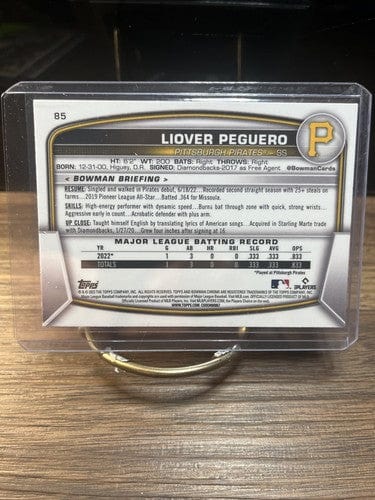 85
LIOVER PEGUERO
PITTSBURGH PIRATES™ – SS
P
HT: 6'2" WT: 200 BATS: Right THROWS: Right
BORN: 12-31-00, Higuey, D.R. SIGNED: Diamondbacks-2017 as Free Agent. @BowmanCards
< BOWMAN BRIEFING >
RESUME: Singled and walked in Pirates debut, 6/18/22...Recorded second straight season with 25+ steals on
farm...2019 Pioneer League All-Star...Batted .364 for Missoula.
SKILLS: High-energy performer with dynamic speed...Burns bat through zone with quick, strong wrists...
Aggressive early in count...Acrobatic defender with plus arm.
UP CLOSE: Taught himself English by translating lyrics of American songs...Acquired in Starling Marte trade
with Diamondbacks, 1/27/20...Grew four inches after signing at 16.
MAJOR LEAGUE BATTING RECORD
YR G AB HR RBI SLG AVG OPS
2022* 1 3 0 0 .333 .333 .833
TOTALS 1 3 0 0 .333 .333 .833
*Played at Pittsburgh Pirates
Topps
PLAYERS